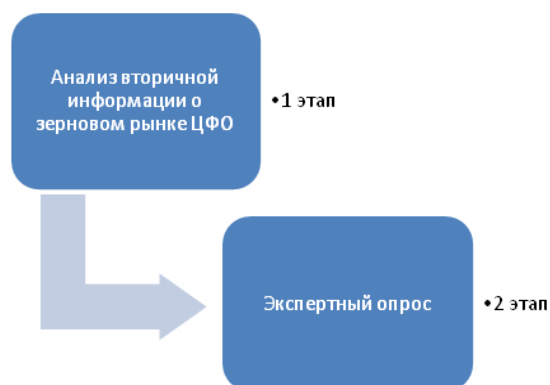 Анализ вторичной
информации о
зерновом рынке ЦФО
•1 этап
Экспертный опрос
•2 этап